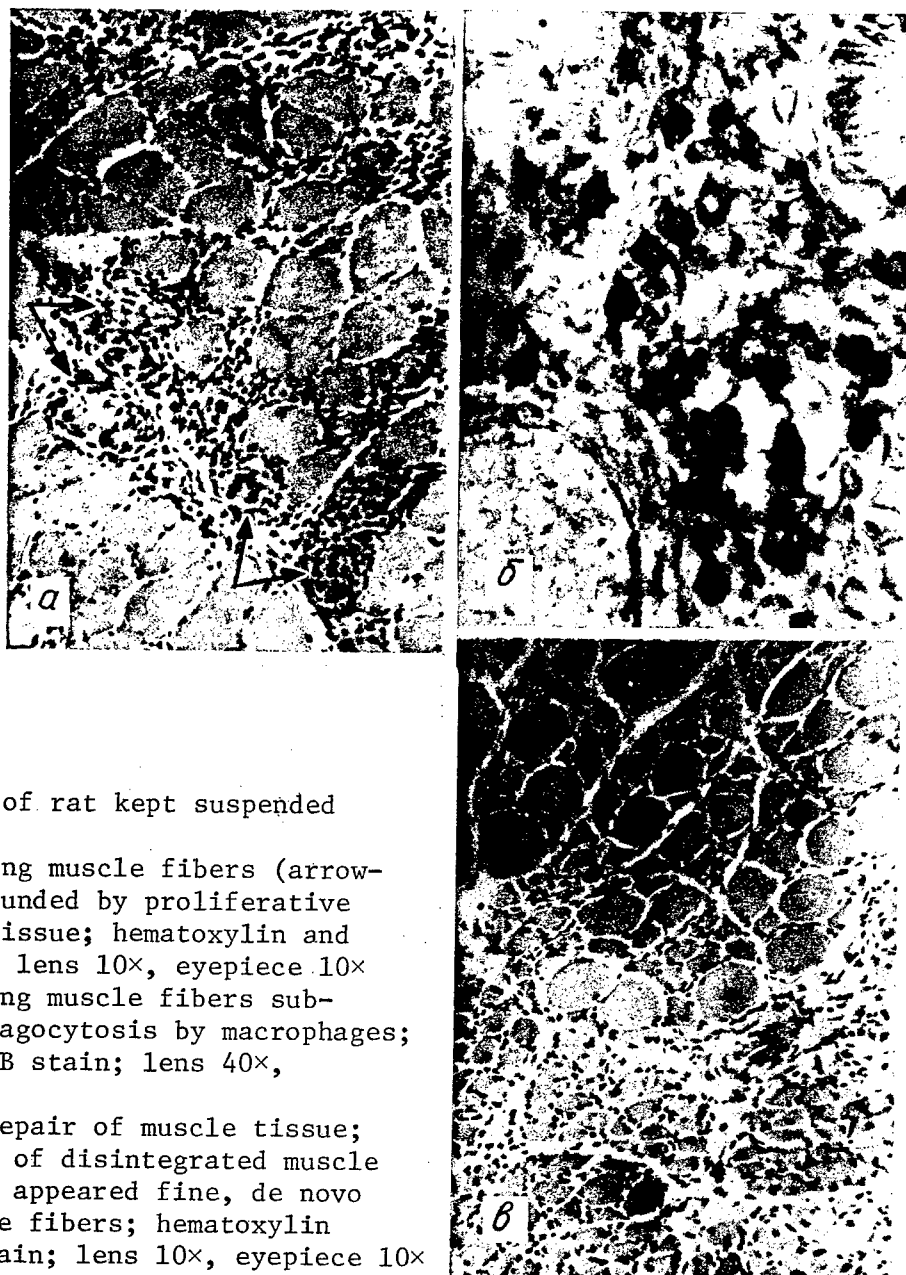 а
б
of rat kept suspended
ng muscle fibers (arrow-
unded by proliferative
issue; hematoxylin and
lens 10×, eyepiece 10×
ng muscle fibers sub-
agocytosis by macrophages;
B stain; lens 40×,
epair of muscle tissue;
of disintegrated muscle
appeared fine, de novo
e fibers; hematoxylin
ain; lens 10×, eyepiece 10×
в